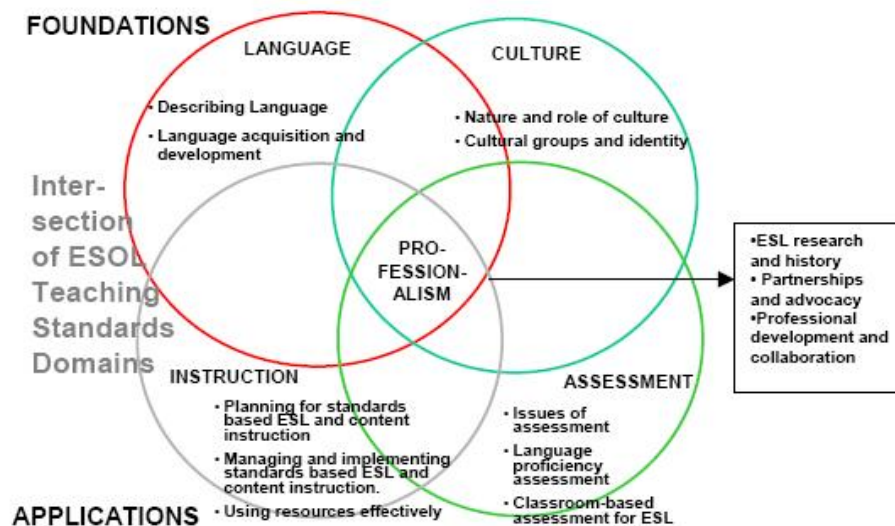 FOUNDATIONS
LANGUAGE
CULTURE
• Describing Language
• Language acquisition and
development
• Nature and role of culture
• Cultural groups and identity
Inter-
section
of ESOL
Teaching
Standards
Domains
PRO-
FESSION-
ALISM
•ESL research
and history
• Partnerships
and advocacy
•Professional
development and
collaboration
INSTRUCTION
• Planning for standards
based ESL and content
instruction
• Managing and implementing
standards based ESL and
content instruction.
• Using resources effectively
ASSESSMENT
• Issues of
assessment
• Language
proficiency
assessment
• Classroom-based
assessment for ESL
APPLICATIONS